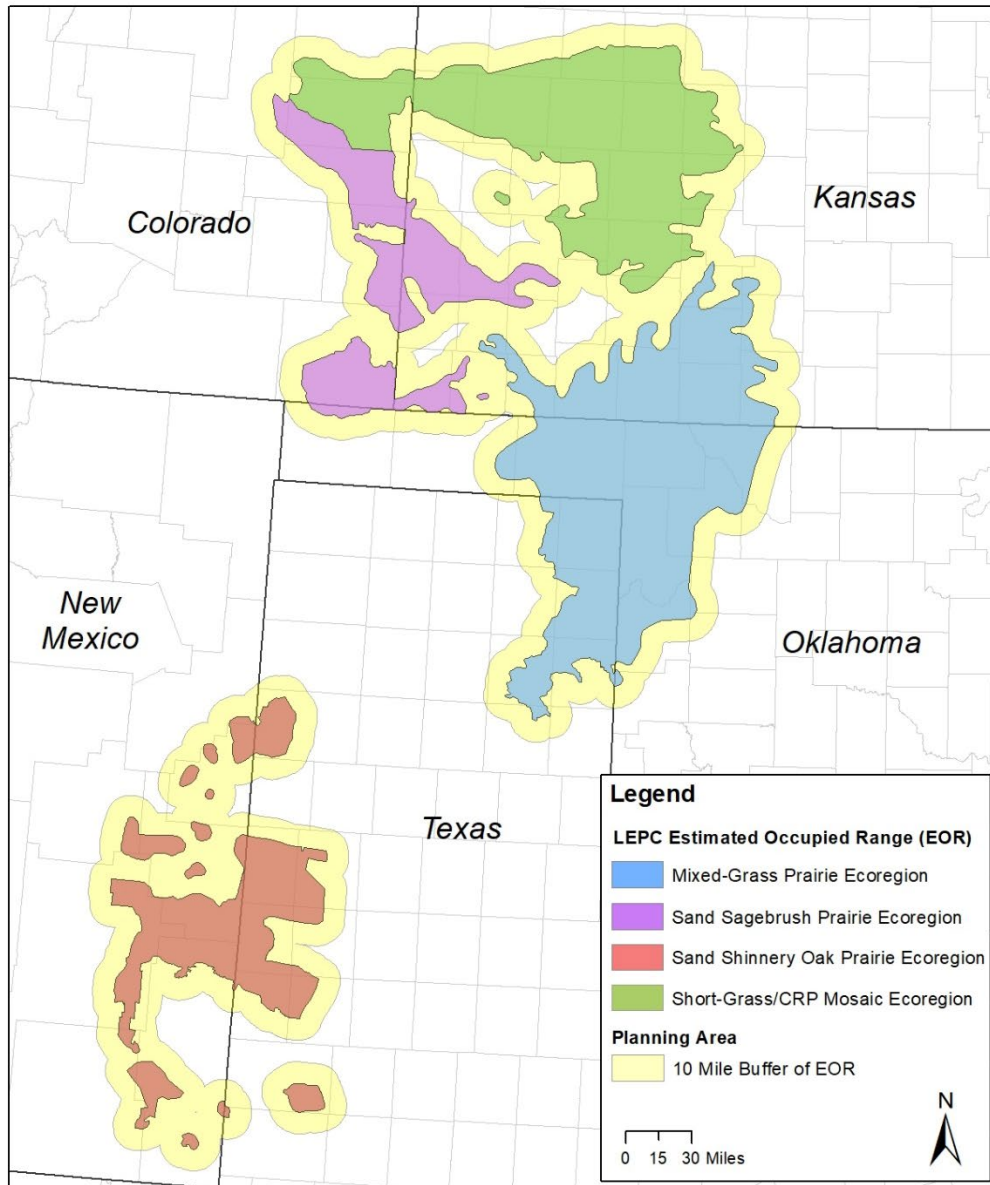 Colorado
Kansas
New
Mexico
Oklahoma
Texas
Legend
LEPC Estimated Occupied Range (EOR)
Mixed-Grass Prairie Ecoregion
Sand Sagebrush Prairie Ecoregion
Sand Shinnery Oak Prairie Ecoregion
Short-Grass/CRP Mosaic Ecoregion
Planning Area
10 Mile Buffer of EOR
N
0 15 30 Miles